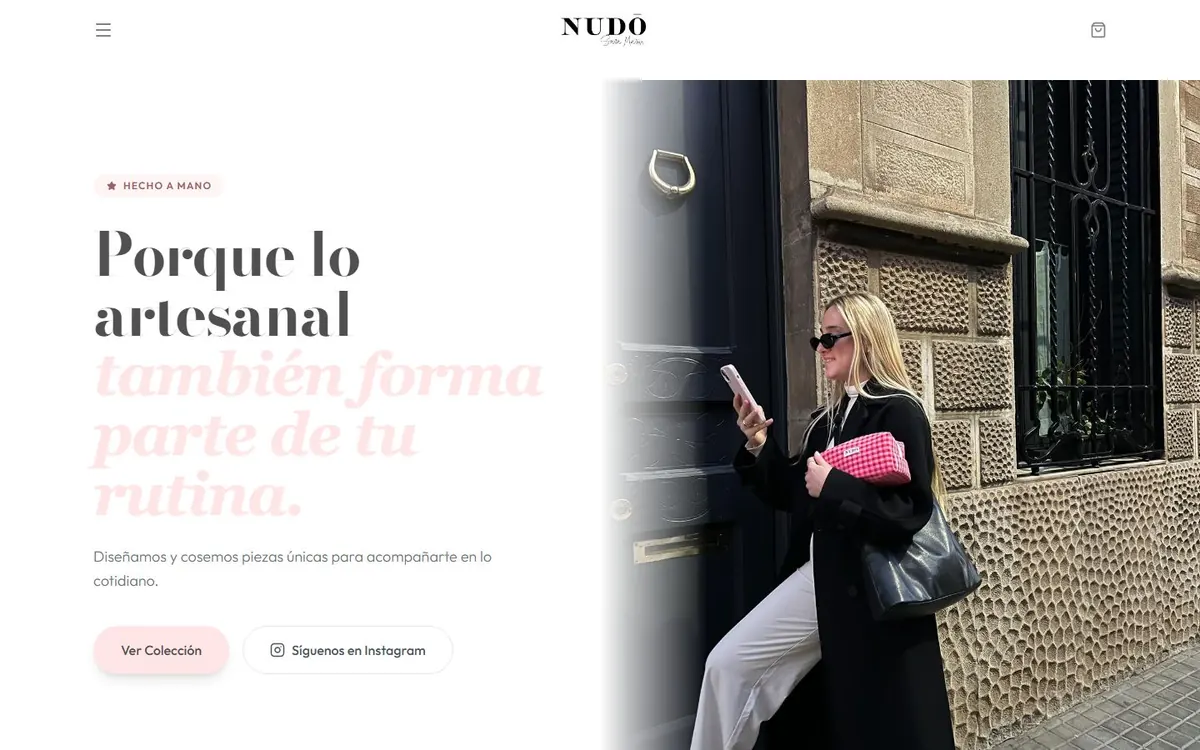 NUDŌ
HECHO A MANO
Porque lo
artesanal
también forma
parte de tu
rutina.
Diseñamos y cosemos piezas únicas para acompañarte en lo
cotidiano.
Ver Colección
Síguenos en Instagram